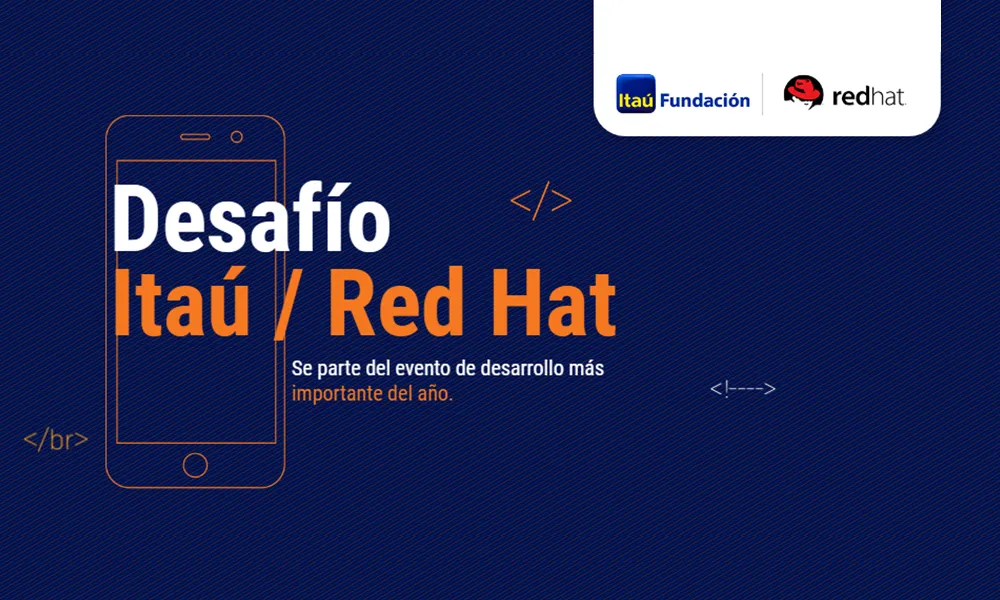 Itaú Fundación
redhat.
</>
Desafío
Itaú / Red Hat
Se parte del evento de desarrollo más
importante del año.
<!---->
</br>